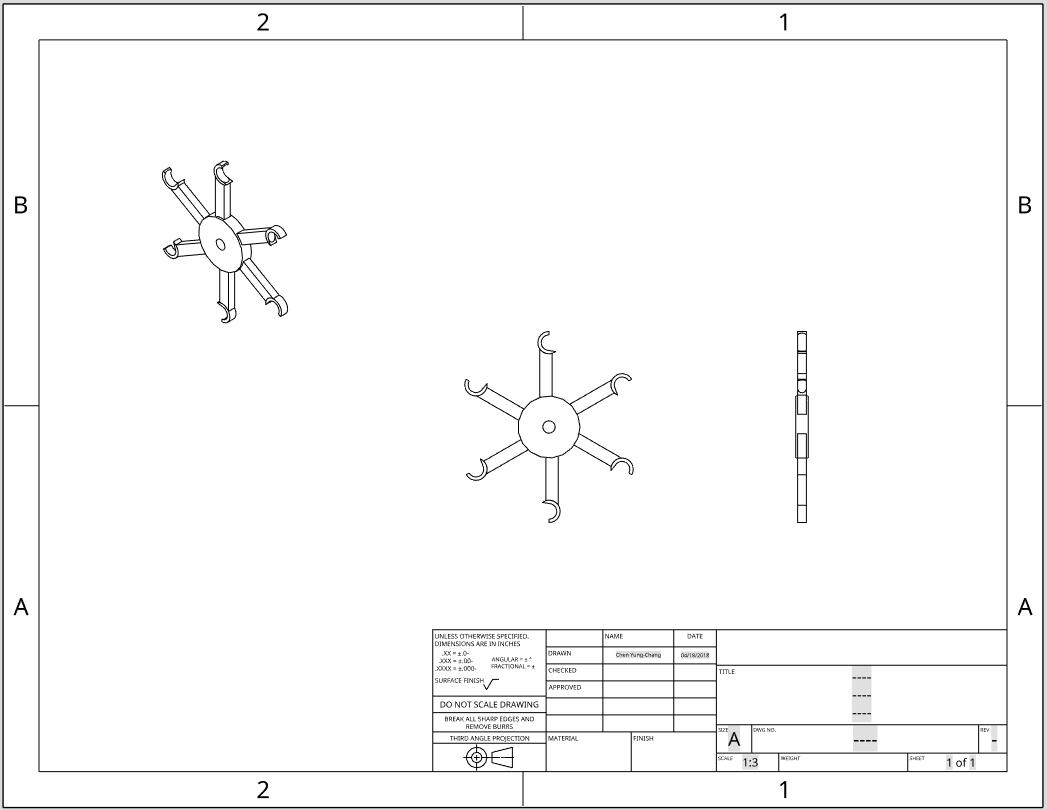 2 1
B B
A A
UNLESS OTHERWISE SPECIFIED,
DIMENSIONS ARE IN INCHES
.XX = ±.0-
.XXX = ±.00-
.XXXX = ±.000-
ANGULAR = ± °
FRACTIONAL = ±
SURFACE FINISH
DO NOT SCALE DRAWING
BREAK ALL SHARP EDGES AND
REMOVE BURRS
THIRD ANGLE PROJECTION
NAME DATE
DRAWN Chen Yung-Chang 04/19/2018
CHECKED
APPROVED
MATERIAL FINISH
TITLE
----
----
----
SIZE A DWG NO. ---- REV. -
SCALE 1:3 WEIGHT SHEET 1 of 1
2 1